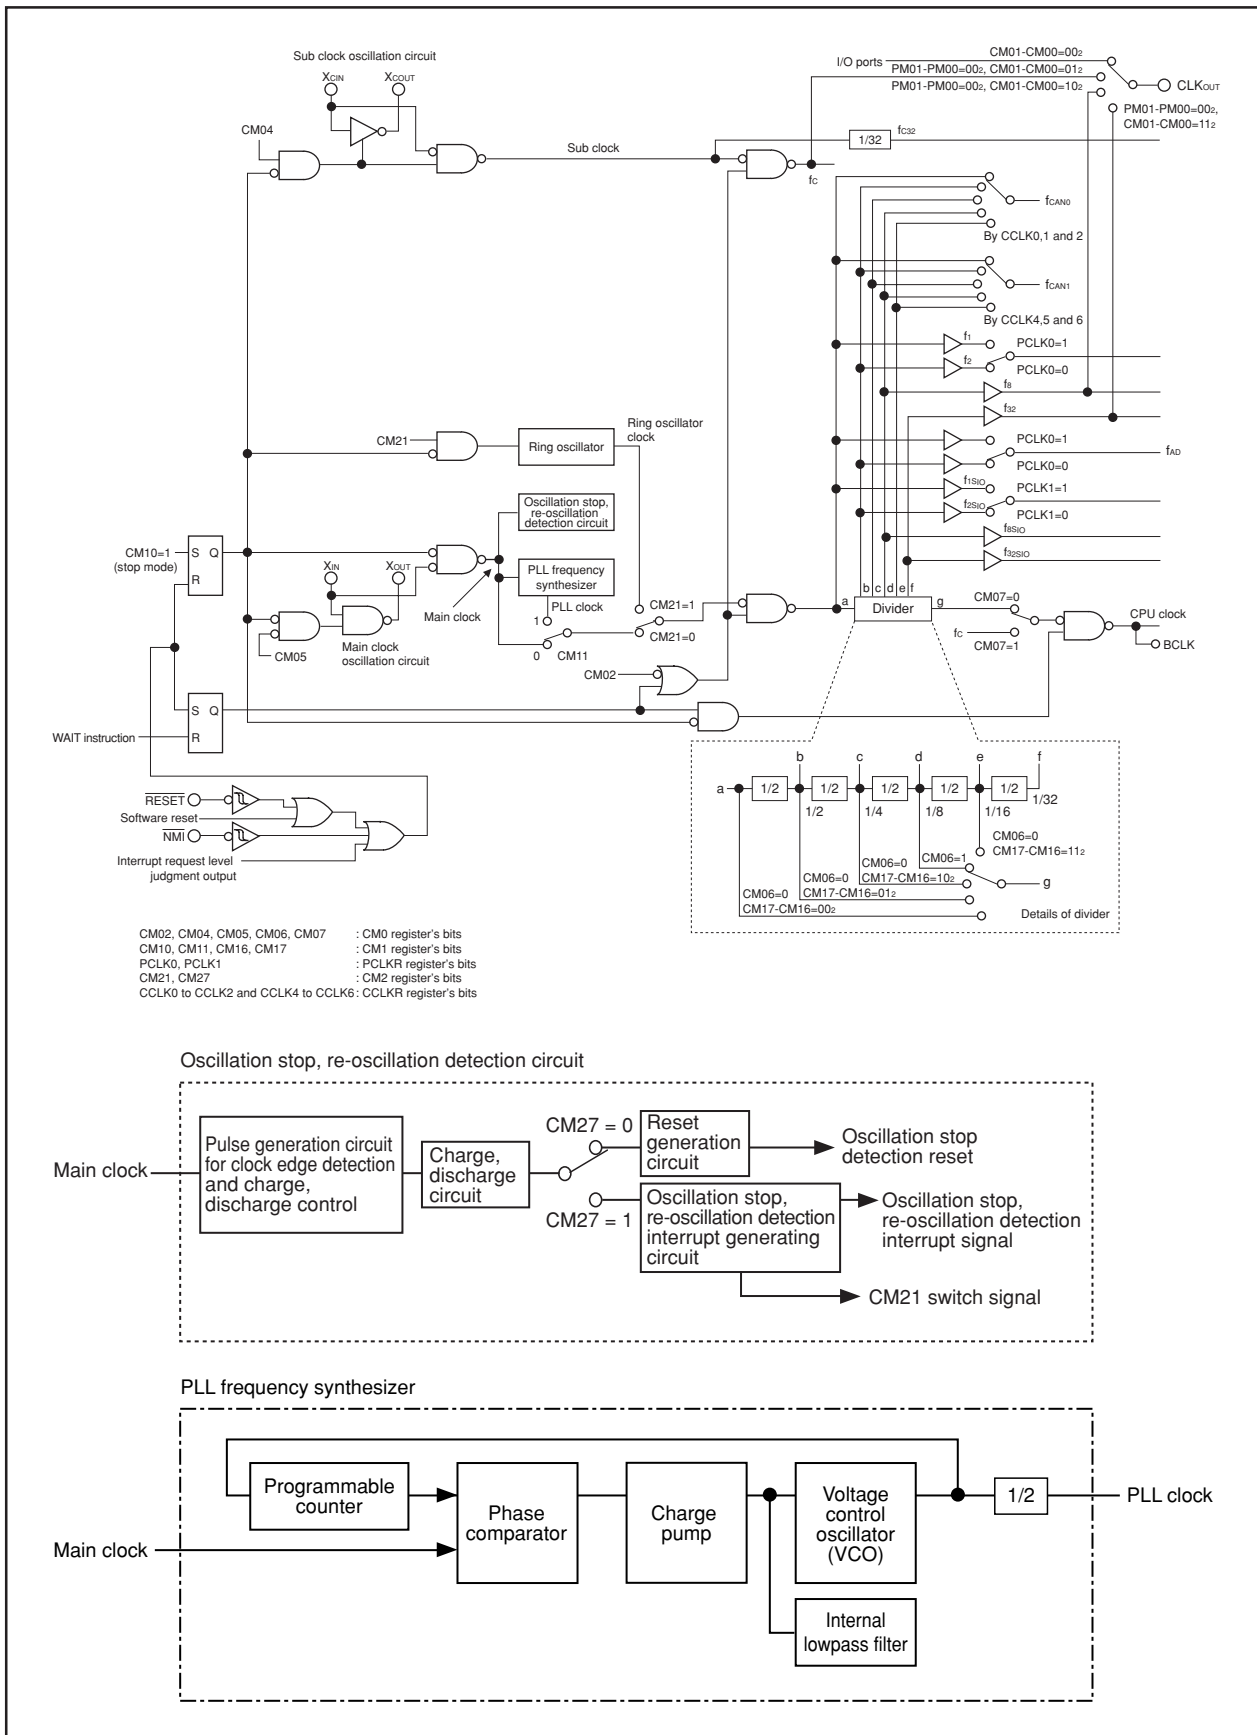 Sub clock oscillation circuit
XCIN
XCOUT
CM04
Sub clock
I/O ports
CM01-CM00=002
PM01-PM00=002, CM01-CM00=012
PM01-PM00=002, CM01-CM00=102
CLKOUT
PM01-PM00=002,
CM01-CM00=112
fC32
1/32
fC
fCAN0
By CCLK0,1 and 2
fCAN1
By CCLK4,5 and 6
f1
PCLK0=1
f2
PCLK0=0
f8
f32
CM21
Ring oscillator
Ring oscillator
clock
PCLK0=1
fAD
PCLK0=0
f1SIO
PCLK1=1
f2SIO
PCLK1=0
f8SIO
f32SIO
Oscillation stop,
re-oscillation
detection circuit
CM10=1
(stop mode)
S Q
R
XIN
XOUT
PLL frequency
synthesizer
Main clock
PLL clock
1
0
CM11
CM21=1
CM21=0
CM05
Main clock
oscillation circuit
b c d e f
a
Divider
g
CM07=0
fC
CM07=1
CPU clock
BCLK
CM02
S Q
R
WAIT instruction
RESET
Software reset
NMI
Interrupt request level
judgment output
b c d e f
a
1/2 1/2 1/2 1/2 1/2
1/2 1/4 1/8 1/16 1/32
CM06=0
CM17-CM16=112
CM06=1
CM06=0
CM17-CM16=102
CM06=0
CM17-CM16=012
CM06=0
CM17-CM16=002
g
Details of divider
CM02, CM04, CM05, CM06, CM07 : CM0 register's bits
CM10, CM11, CM16, CM17 : CM1 register's bits
PCLK0, PCLK1 : PCLKR register's bits
CM21, CM27 : CM2 register's bits
CCLK0 to CCLK2 and CCLK4 to CCLK6 : CCLKR register's bits
Oscillation stop, re-oscillation detection circuit
Main clock
Pulse generation circuit
for clock edge detection
and charge,
discharge control
Charge,
discharge
circuit
CM27 = 0
CM27 = 1
Reset
generation
circuit
Oscillation stop
detection reset
Oscillation stop,
re-oscillation detection
interrupt generating
circuit
Oscillation stop,
re-oscillation detection
interrupt signal
CM21 switch signal
PLL frequency synthesizer
Programmable
counter
Main clock
Phase
comparator
Charge
pump
Voltage
control
oscillator
(VCO)
1/2
PLL clock
Internal
lowpass filter